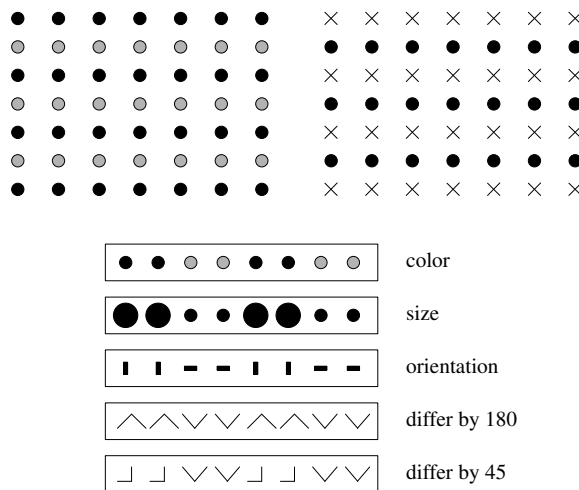 color
size
orientation
differ by 180
differ by 45